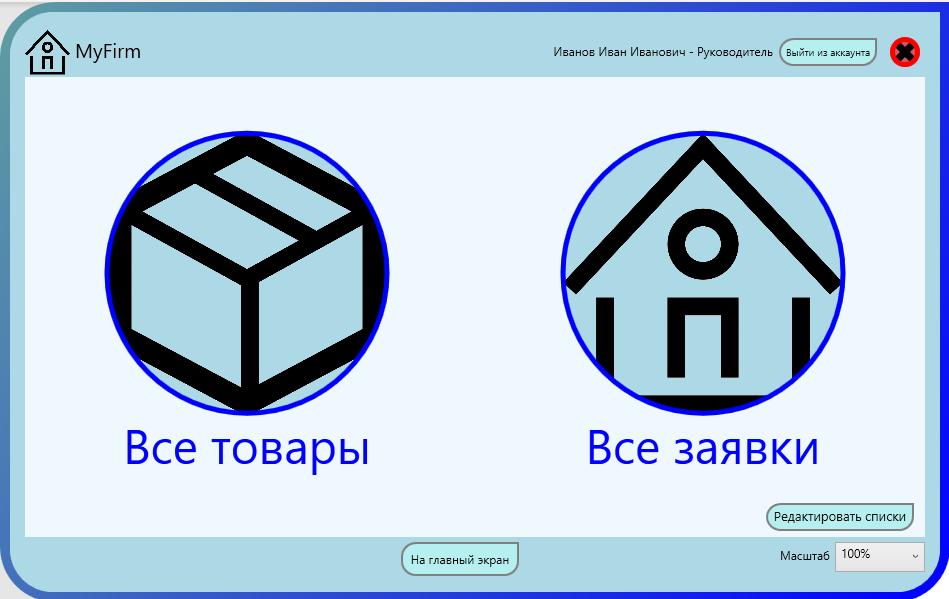 MyFirm
Иванов Иван Иванович - Руководитель
Выйти из аккаунта
Все товары
Все заявки
Редактировать списки
На главный экран
Масштаб
100%